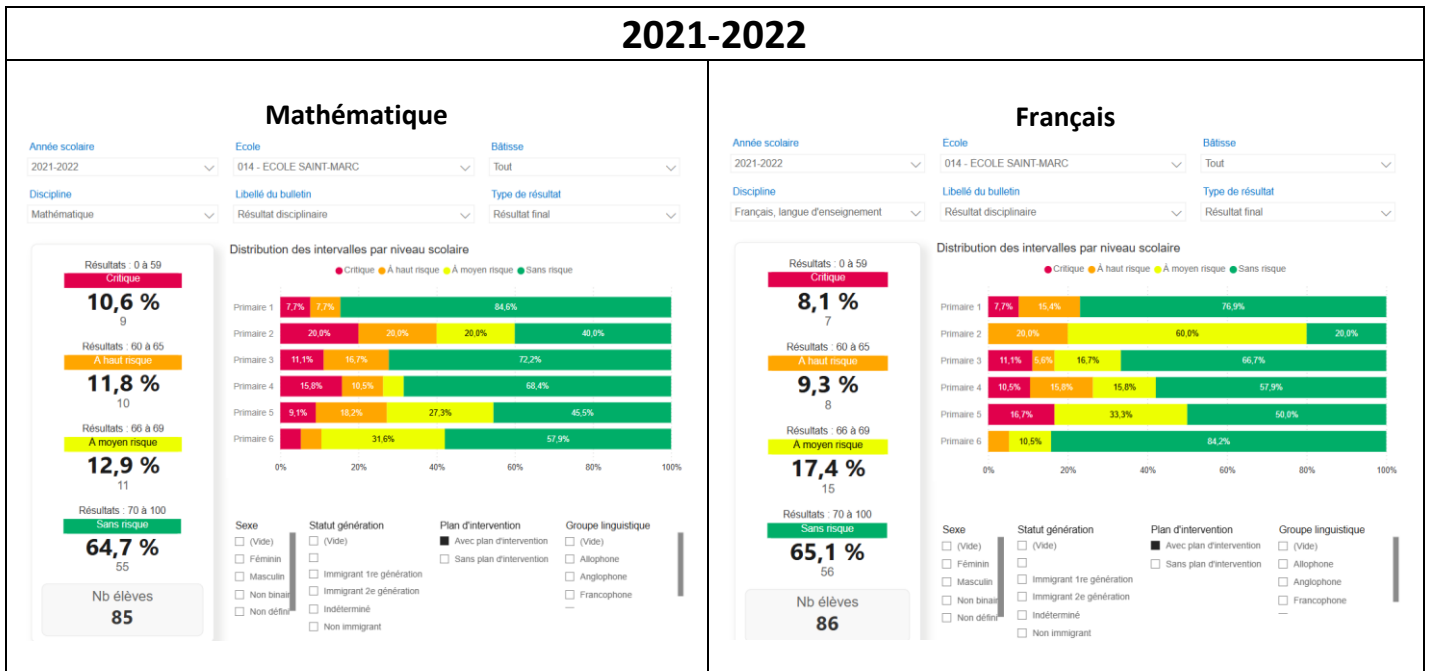 2021-2022
Mathématique
Année scolaire
Ecole
Bâtisse
2021-2022
014 - ECOLE SAINT-MARC
Tout
Discipline
Libellé du bulletin
Type de résultat
Mathématique
Résultat disciplinaire
Résultat final
Résultats : 0 à 59
Critique
10,6 %
9
Résultats : 60 à 65
À haut risque
11,8 %
10
Résultats : 66 à 69
À moyen risque
12,9 %
11
Résultats : 70 à 100
Sans risque
64,7 %
55
Nb élèves
85
Distribution des intervalles par niveau scolaire
Critique À haut risque À moyen risque Sans risque
Primaire 1 7,7% 7,7% 84,6%
Primaire 2 20,0% 20,0% 20,0% 40,0%
Primaire 3 11,1% 16,7% 72,2%
Primaire 4 15,8% 10,5% 68,4%
Primaire 5 9,1% 18,2% 27,3% 45,5%
Primaire 6 31,6% 57,9%
0% 20% 40% 60% 80% 100%
Sexe
(Vide)
Féminin
Masculin
Non binair
Non défini
Statut génération
(Vide)
Immigrant 1re génération
Immigrant 2e génération
Indéterminé
Non immigrant
Plan d'intervention
Avec plan d'intervention
Sans plan d'intervention
Groupe linguistique
(Vide)
Allophone
Anglophone
Francophone
Français
Année scolaire
Ecole
Bâtisse
2021-2022
014 - ECOLE SAINT-MARC
Tout
Discipline
Libellé du bulletin
Type de résultat
Français, langue d'enseignement
Résultat disciplinaire
Résultat final
Résultats : 0 à 59
Critique
8,1 %
7
Résultats : 60 à 65
À haut risque
9,3 %
8
Résultats : 66 à 69
À moyen risque
17,4 %
15
Résultats : 70 à 100
Sans risque
65,1 %
56
Nb élèves
86
Distribution des intervalles par niveau scolaire
Critique À haut risque À moyen risque Sans risque
Primaire 1 7,7% 15,4% 76,9%
Primaire 2 20,0% 60,0% 20,0%
Primaire 3 11,1% 5,6% 16,7% 66,7%
Primaire 4 10,5% 15,8% 15,8% 57,9%
Primaire 5 16,7% 33,3% 50,0%
Primaire 6 10,5% 84,2%
0% 20% 40% 60% 80% 100%
Sexe
(Vide)
Féminin
Masculin
Non binair
Non défini
Statut génération
(Vide)
Immigrant 1re génération
Immigrant 2e génération
Indéterminé
Non immigrant
Plan d'intervention
Avec plan d'intervention
Sans plan d'intervention
Groupe linguistique
(Vide)
Allophone
Anglophone
Francophone